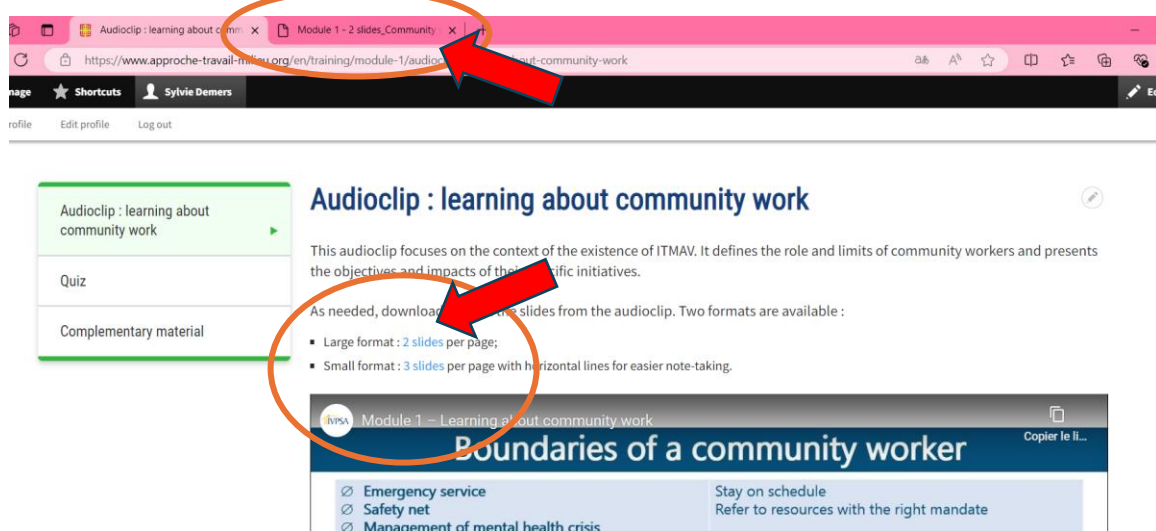 Audioclip : learning about comm
Module 1 - 2 slides_Community
https://www.approche-travail-milieu.org/en/training/module-1/audioc out-community-work
nage Shortcuts Sylvie Demers Ed
rofile Edit profile Log out
Audioclip : learning about
community work
Quiz
Complementary material
Audioclip : learning about community work
This audioclip focuses on the context of the existence of ITMAV. It defines the role and limits of community workers and presents
the objectives and impacts of their specific initiatives.
As needed, download the slides from the audioclip. Two formats are available :
▪ Large format : 2 slides per page;
▪ Small format : 3 slides per page with horizontal lines for easier note-taking.
IVPSA Module 1 – Learning about community work
Copier le li...
Boundaries of a community worker
∅ Emergency service
∅ Safety net
∅ Management of mental health crisis
Stay on schedule
Refer to resources with the right mandate